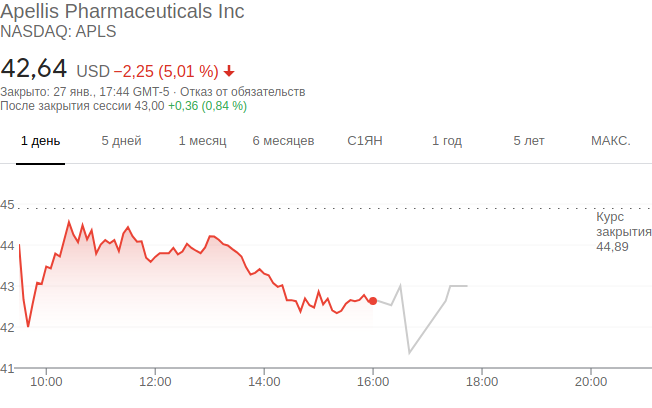 Apellis Pharmaceuticals Inc
NASDAQ: APLS
42,64 USD −2,25 (5,01 %)
Закрыто: 27 янв., 17:44 GMT-5 · Отказ от обязательств
После закрытия сессии 43,00 +0,36 (0,84 %)
1 день 5 дней 1 месяц 6 месяцев С1ЯН 1 год 5 лет МАКС.
45
Курс
закрытия
44,89
44
43
42
41
10:00 12:00 14:00 16:00 18:00 20:00